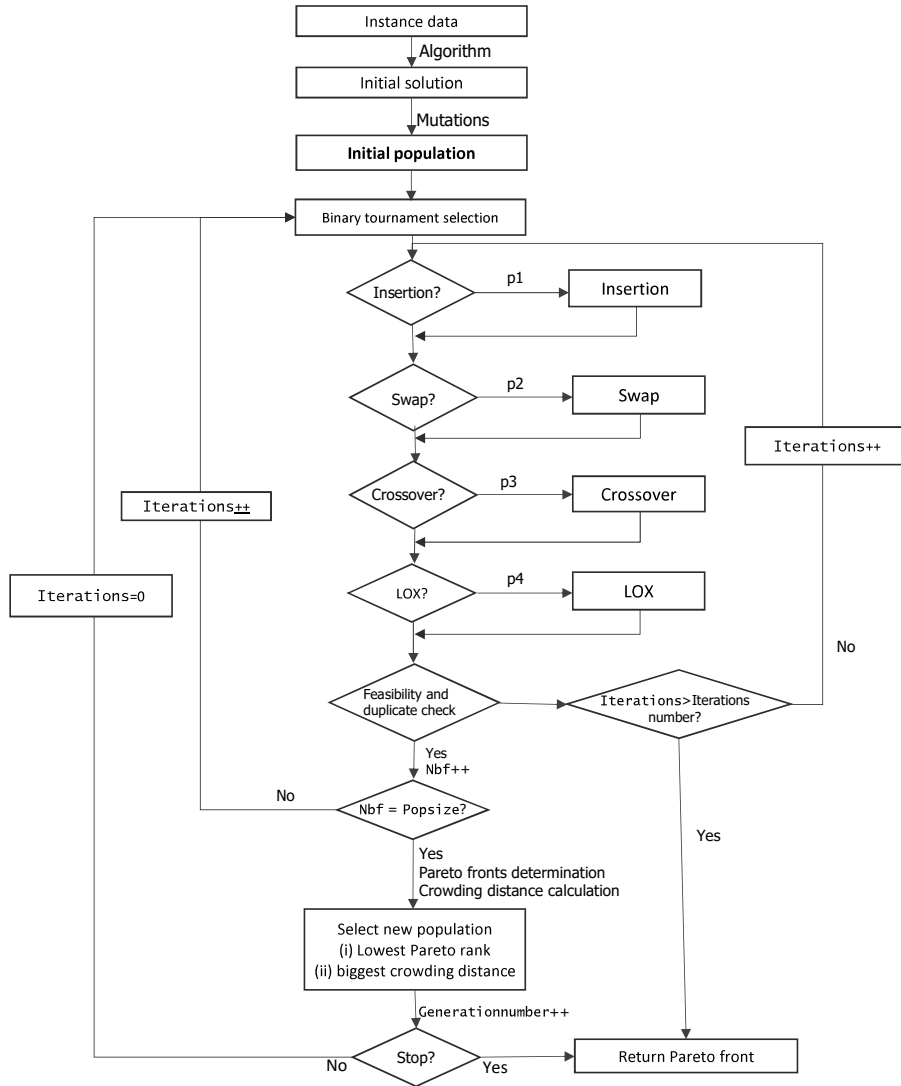 Instance data
Algorithm
Initial solution
Mutations
Initial population
Binary tournament selection
Insertion?
p1
Insertion
Swap?
p2
Swap
Iterations++
Crossover?
p3
Crossover
Iterations++
Iterations=0
LOX?
p4
LOX
No
Feasibility and
duplicate check
Iterations>Iterations
number?
Yes
Nbf++
No
Nbf = Popsize?
Yes
Yes
Pareto fronts determination
Crowding distance calculation
Select new population
(i) Lowest Pareto rank
(ii) biggest crowding distance
Generationnumber++
No
Stop?
Yes
Return Pareto front